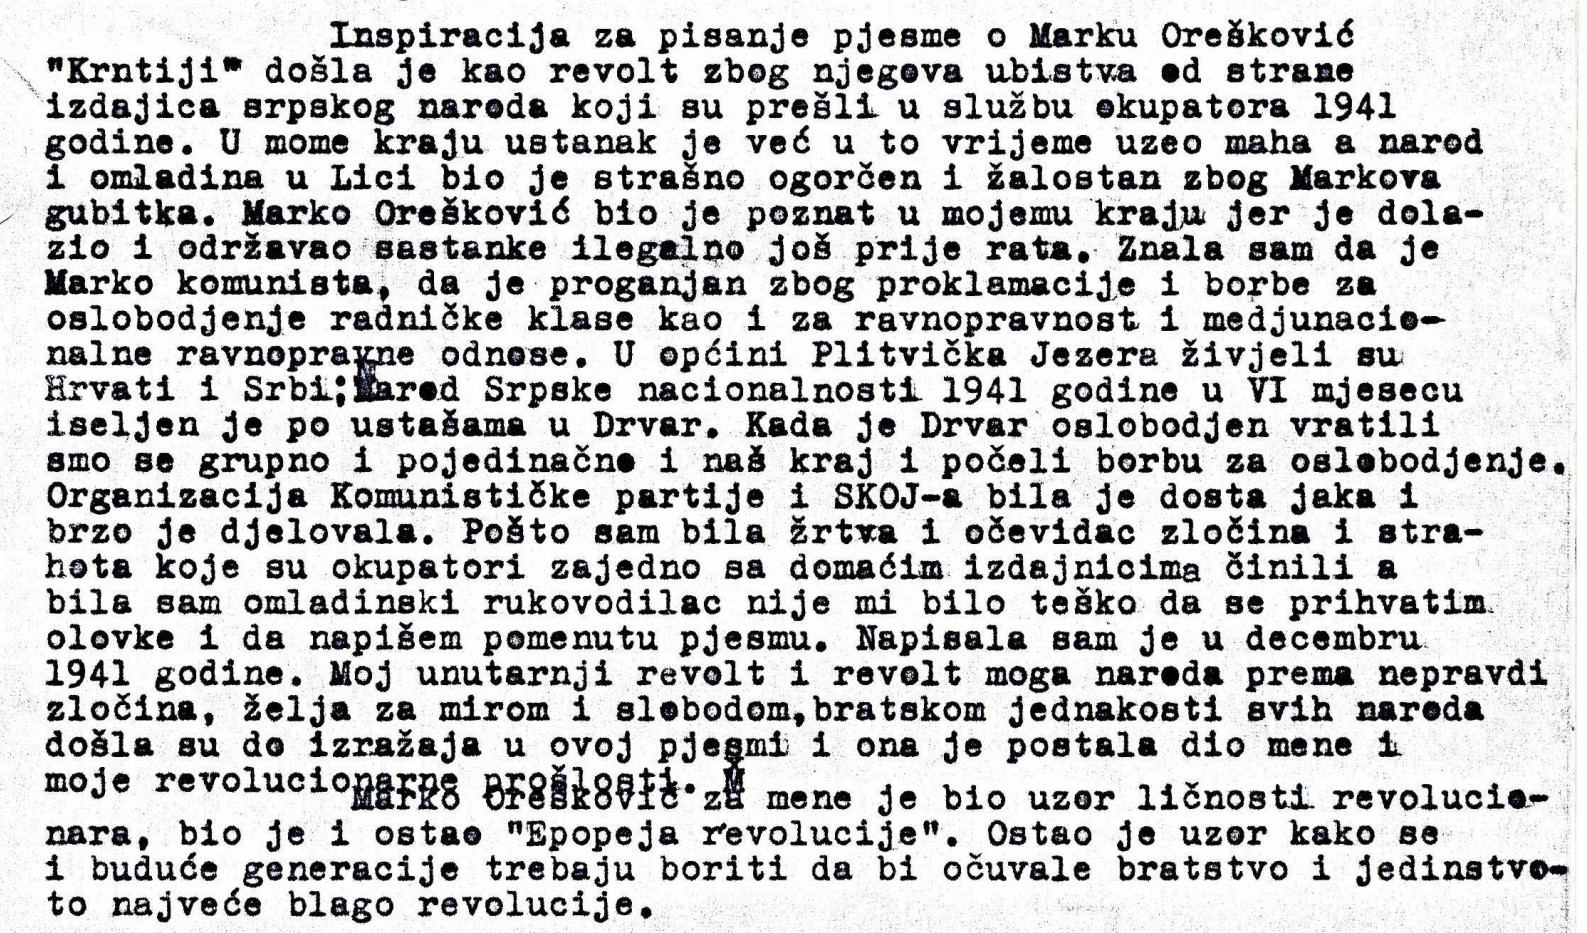 Inspiracija za pisanje pjesme o Marku Orešković
"Krntiji" došla je kao revolt zbog njegova ubistva od strane
izdajica srpskog naroda koji su prešli u službu okupatora 1941
godine. U mome kraju ustanak je već u to vrijeme uzeo maha a narod
i omladina u Lici bio je strašno ogorčen i žalostan zbog Markova
gubitka. Marko Orešković bio je poznat u mojemu kraju jer je dola-
zio i održavao sastanke ilegalno još prije rata. Znala sam da je
Marko komunista, da je proganjan zbog proklamacije i borbe za
oslobodjenje radničke klase kao i za ravnopravnost i medjunacio-
nalne ravnopravne odnose. U općini Plitvička Jezera živjeli su
Hrvati i Srbi; Narod Srpske nacionalnosti 1941 godine u VI mjesecu
iseljen je po ustašama u Drvar. Kada je Drvar oslobodjen vratili
smo se grupno i pojedinačno i naš kraj i počeli borbu za oslobodjenje.
Organizacija Komunističke partije i SKOJ-a bila je dosta jaka i
brzo je djelovala. Pošto sam bila žrtva i očevidac zločina i stra-
hota koje su okupatori zajedno sa domaćim izdajnicima činili a
bila sam omladinski rukovodilac nije mi bilo teško da se prihvatim
olovke i da napišem pomenutu pjesmu. Napisala sam je u decembru
1941 godine. Moj unutarnji revolt i revolt moga naroda prema nepravdi
zločina, želja za mirom i slobodom,bratskom jednakosti svih naroda
došla su do izražaja u ovoj pjesmi i ona je postala dio mene i
moje revolucionarne prošlosti.
Marko Orešković za mene je bio uzor ličnosti revolucio-
nara, bio je i ostao "Epopeja revolucije". Ostao je uzor kako se
i buduće generacije trebaju boriti da bi očuvale bratstvo i jedinstvo-
to najveće blago revolucije.